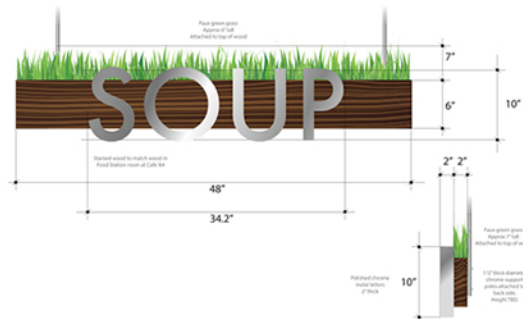 Faux green grass
Approx 6" tall
Attached to top of wood
7"
SOUP
10"
6"
Stained wood to match wood in
Food Station room at Cafe '84
48"
34.2"
2" 2"
Faux green grass
Approx 1" tall
Attached to top of w
Polished chrome
metal letters
2" thick
10"
1/2" thick diamet
chrome support
poles attached to
back side.
Height TBD.